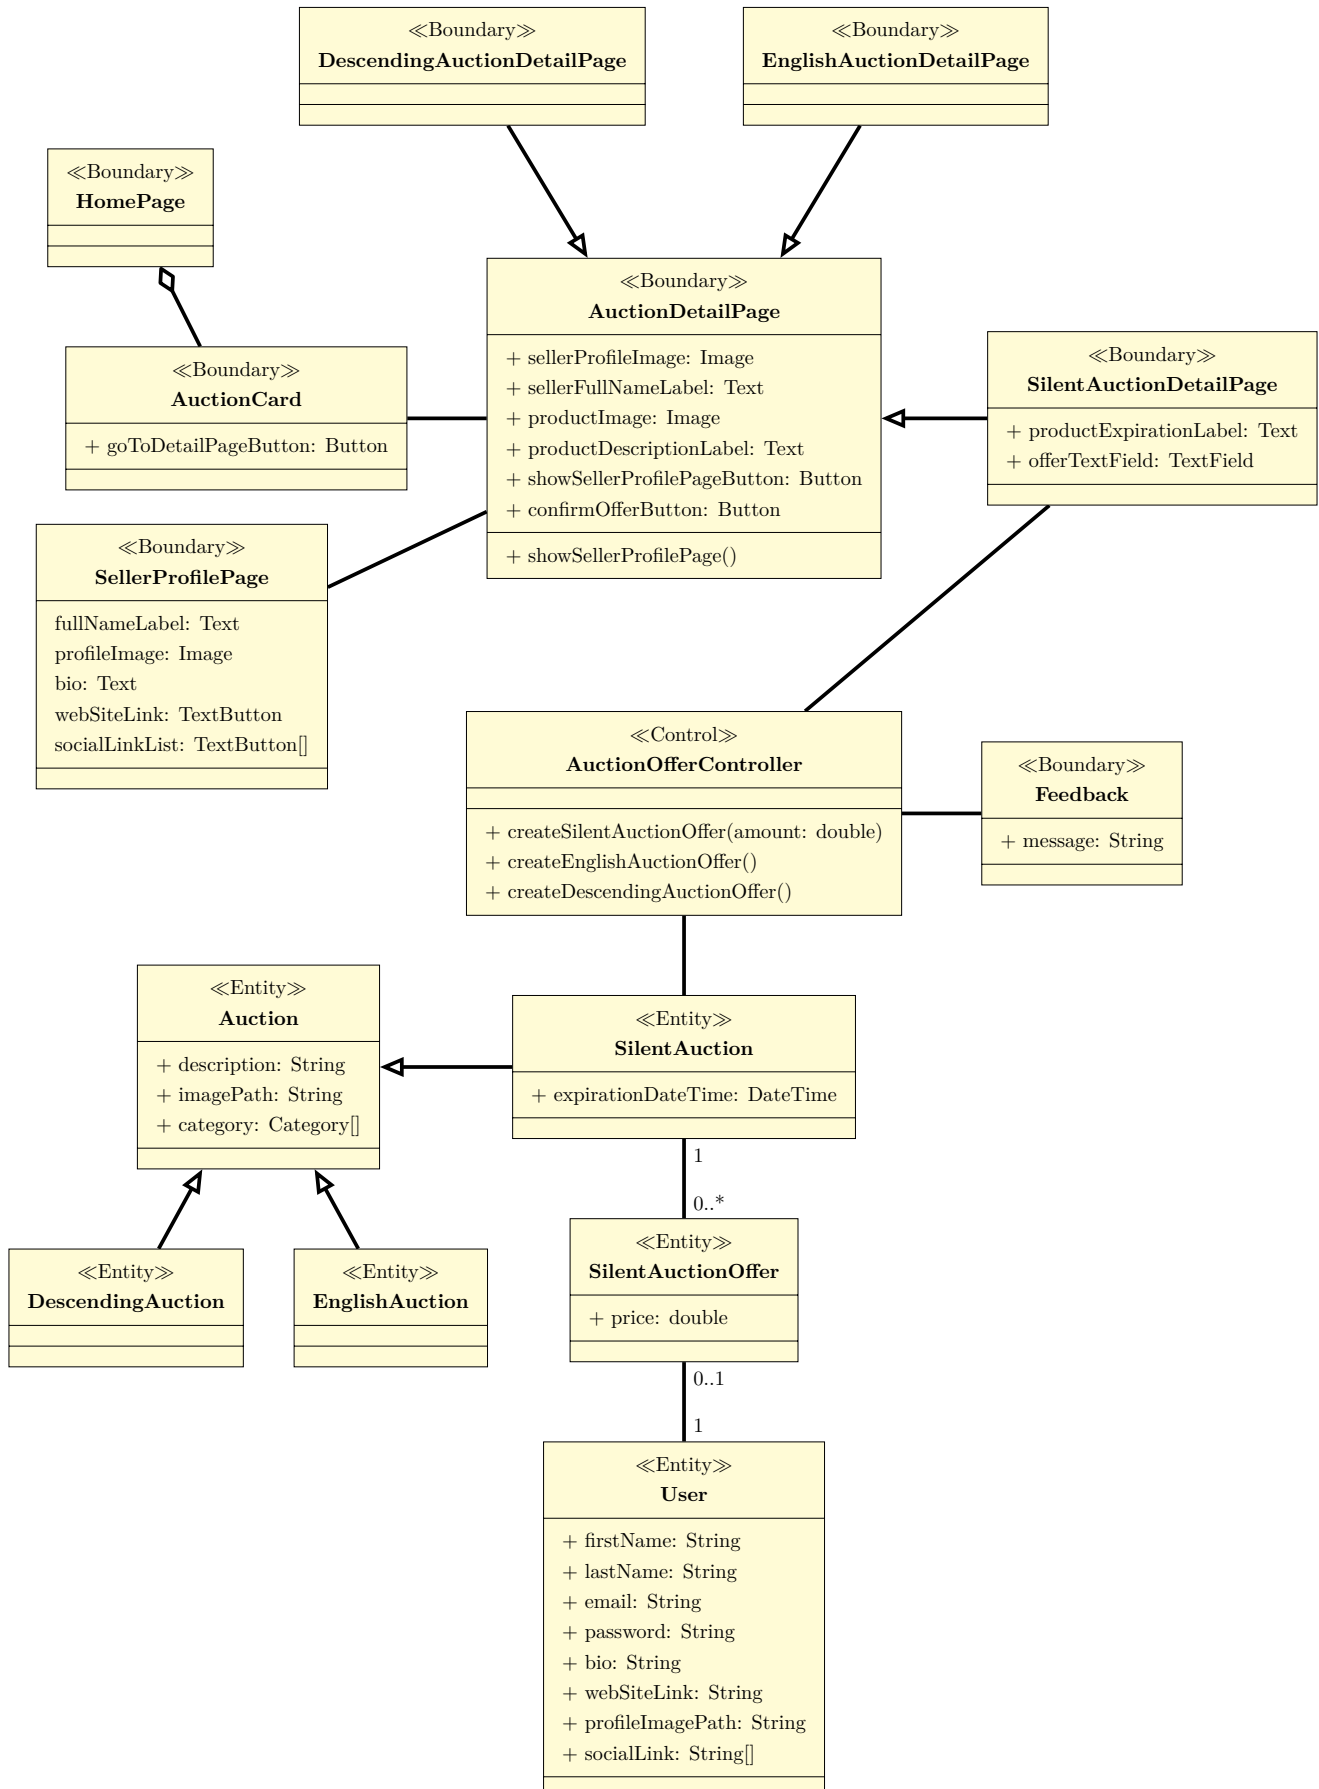 ≪Boundary≫
DescendingAuctionDetailPage
≪Boundary≫
EnglishAuctionDetailPage
≪Boundary≫
HomePage
≪Boundary≫
AuctionDetailPage
+ sellerProfileImage: Image
+ sellerFullNameLabel: Text
+ productImage: Image
+ productDescriptionLabel: Text
+ showSellerProfilePageButton: Button
+ confirmOfferButton: Button
+ showSellerProfilePage()
≪Boundary≫
SilentAuctionDetailPage
+ productExpirationLabel: Text
+ offerTextField: TextField
≪Boundary≫
AuctionCard
+ goToDetailPageButton: Button
≪Boundary≫
SellerProfilePage
fullNameLabel: Text
profileImage: Image
bio: Text
webSiteLink: TextButton
socialLinkList: TextButton[]
≪Control≫
AuctionOfferController
+ createSilentAuctionOffer(amount: double)
+ createEnglishAuctionOffer()
+ createDescendingAuctionOffer()
≪Boundary≫
Feedback
+ message: String
≪Entity≫
Auction
+ description: String
+ imagePath: String
+ category: Category[]
≪Entity≫
SilentAuction
+ expirationDateTime: DateTime
1
0..*
≪Entity≫
DescendingAuction
≪Entity≫
EnglishAuction
≪Entity≫
SilentAuctionOffer
+ price: double
0..1
1
≪Entity≫
User
+ firstName: String
+ lastName: String
+ email: String
+ password: String
+ bio: String
+ webSiteLink: String
+ profileImagePath: String
+ socialLink: String[]